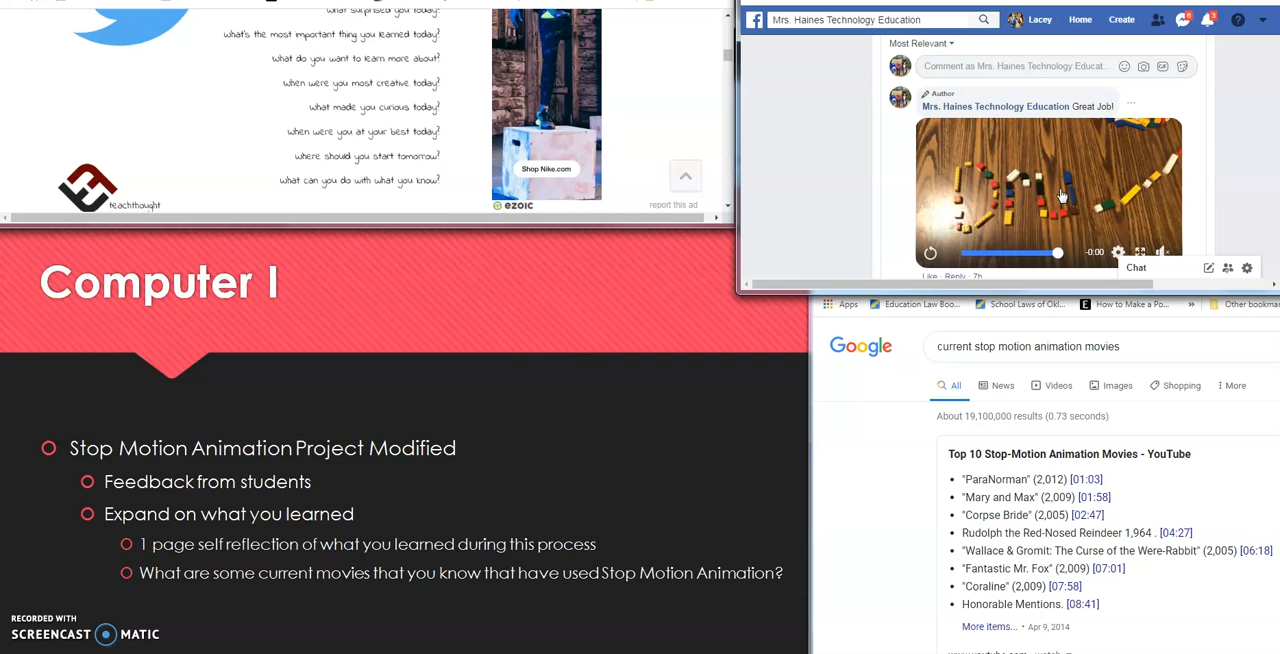 What surprised you today?
What's the most important thing you learned today?
What do you want to learn more about?
When were you most creative today?
What made you curious today?
When were you at your best today?
Where should you start tomorrow?
What can you do with what you know?
teachthought
Shop Nike.com
ezoic
report this ad
Mrs. Haines Technology Education
Lacey
Home
Create
8
3
Most Relevant
Comment as Mrs. Haines Technology Educat...
GIF
Author
Mrs. Haines Technology Education Great Job!
...
-0:00
Like · Reply · 7h
Chat
Computer I
Stop Motion Animation Project Modified
Feedback from students
Expand on what you learned
1 page self reflection of what you learned during this process
What are some current movies that you know that have used Stop Motion Animation?
RECORDED WITH
SCREENCAST MATIC
Apps
Education Law Boo...
School Laws of Okl...
E How to Make a Po...
»
Other bookma
Google
current stop motion animation movies
All
News
Videos
Images
Shopping
More
About 19,100,000 results (0.73 seconds)
Top 10 Stop-Motion Animation Movies - YouTube
"ParaNorman" (2,012) [01:03]
"Mary and Max" (2,009) [01:58]
"Corpse Bride" (2,005) [02:47]
Rudolph the Red-Nosed Reindeer 1,964 . [04:27]
"Wallace & Gromit: The Curse of the Were-Rabbit" (2,005) [06:18]
"Fantastic Mr. Fox" (2,009) [07:01]
"Coraline" (2,009) [07:58]
Honorable Mentions. [08:41]
More items... • Apr 9, 2014